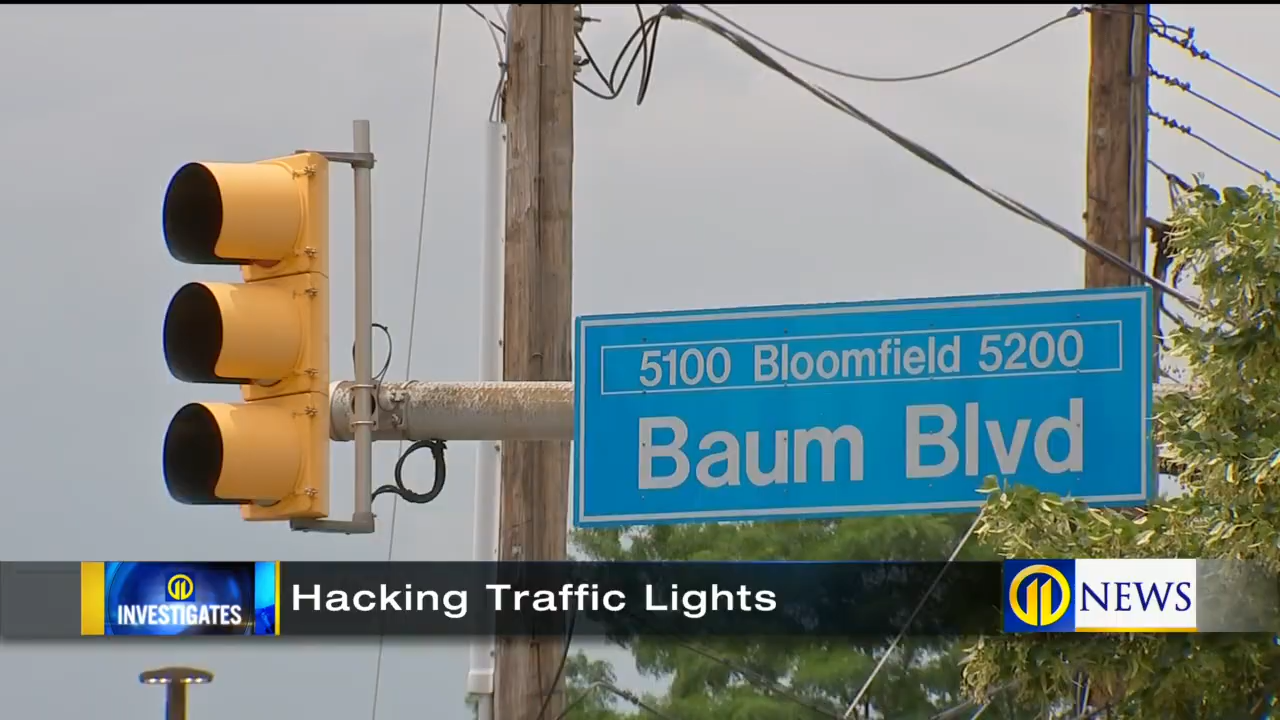 5100 Bloomfield 5200
Baum Blvd
11
INVESTIGATES
Hacking Traffic Lights
11 NEWS